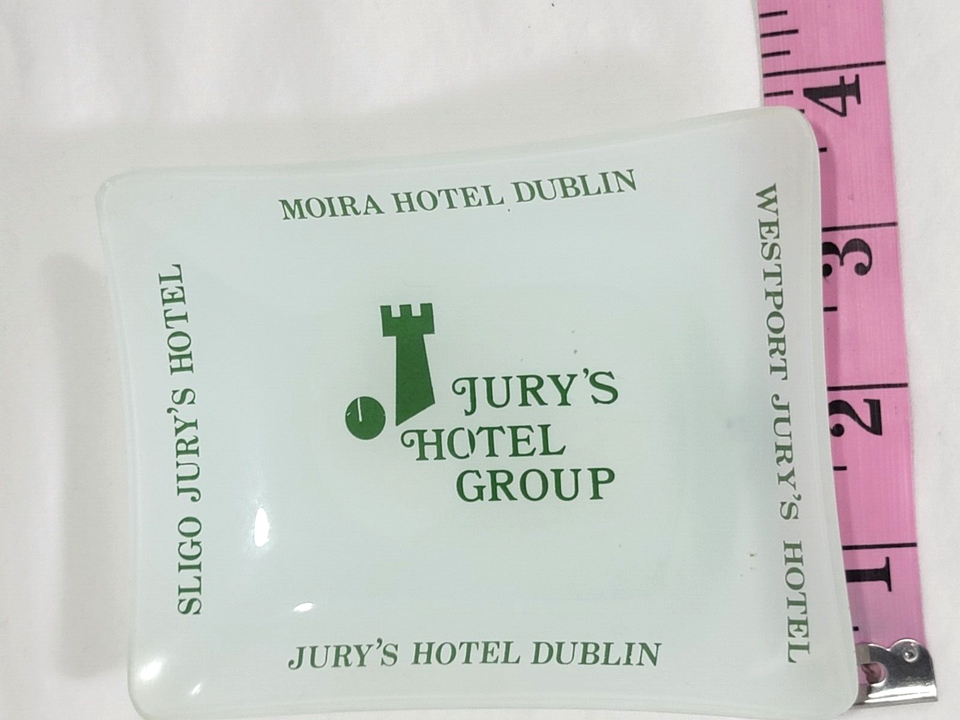 MOIRA HOTEL DUBLIN
SLIGO JURY'S HOTEL
JURY'S
HOTEL
GROUP
WESTPORT JURY'S HOTEL
JURY'S HOTEL DUBLIN
4
3
2
1